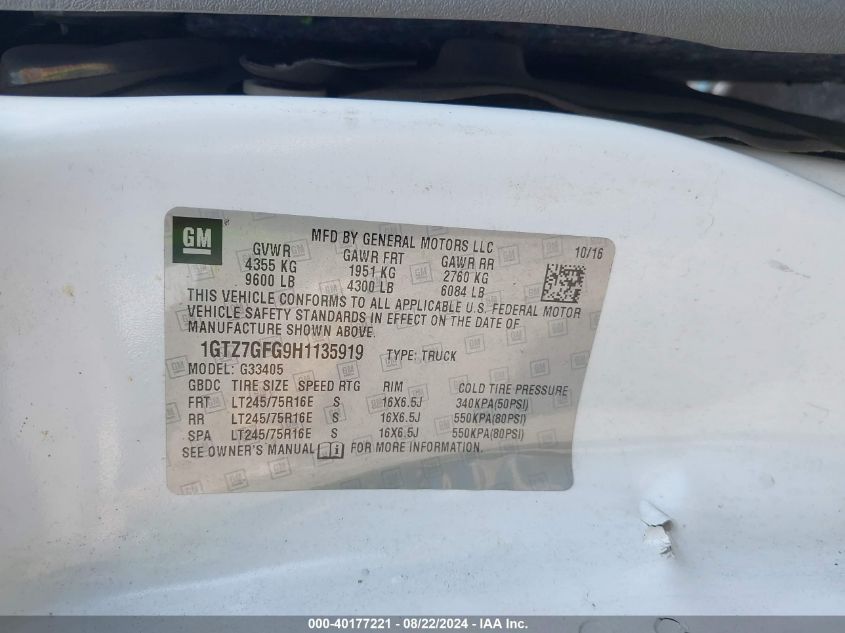 GM ®
MFD BY GENERAL MOTORS LLC 10/16
GVWR GAWR FRT GAWR RR
4355 KG 1951 KG 2760 KG
9600 LB 4300 LB 6084 LB
THIS VEHICLE CONFORMS TO ALL APPLICABLE U.S. FEDERAL MOTOR
VEHICLE SAFETY STANDARDS IN EFFECT ON THE DATE OF
MANUFACTURE SHOWN ABOVE.
1GTZ7GFG9H1135919 TYPE: TRUCK
MODEL: G33405
GBDC TIRE SIZE SPEED RTG RIM COLD TIRE PRESSURE
FRT LT245/75R16E S 16X6.5J 340KPA(50PSI)
RR LT245/75R16E S 16X6.5J 550KPA(80PSI)
SPA LT245/75R16E S 16X6.5J 550KPA(80PSI)
SEE OWNER'S MANUAL i FOR MORE INFORMATION.
000-40177221 - 08/22/2024 - IAA Inc.